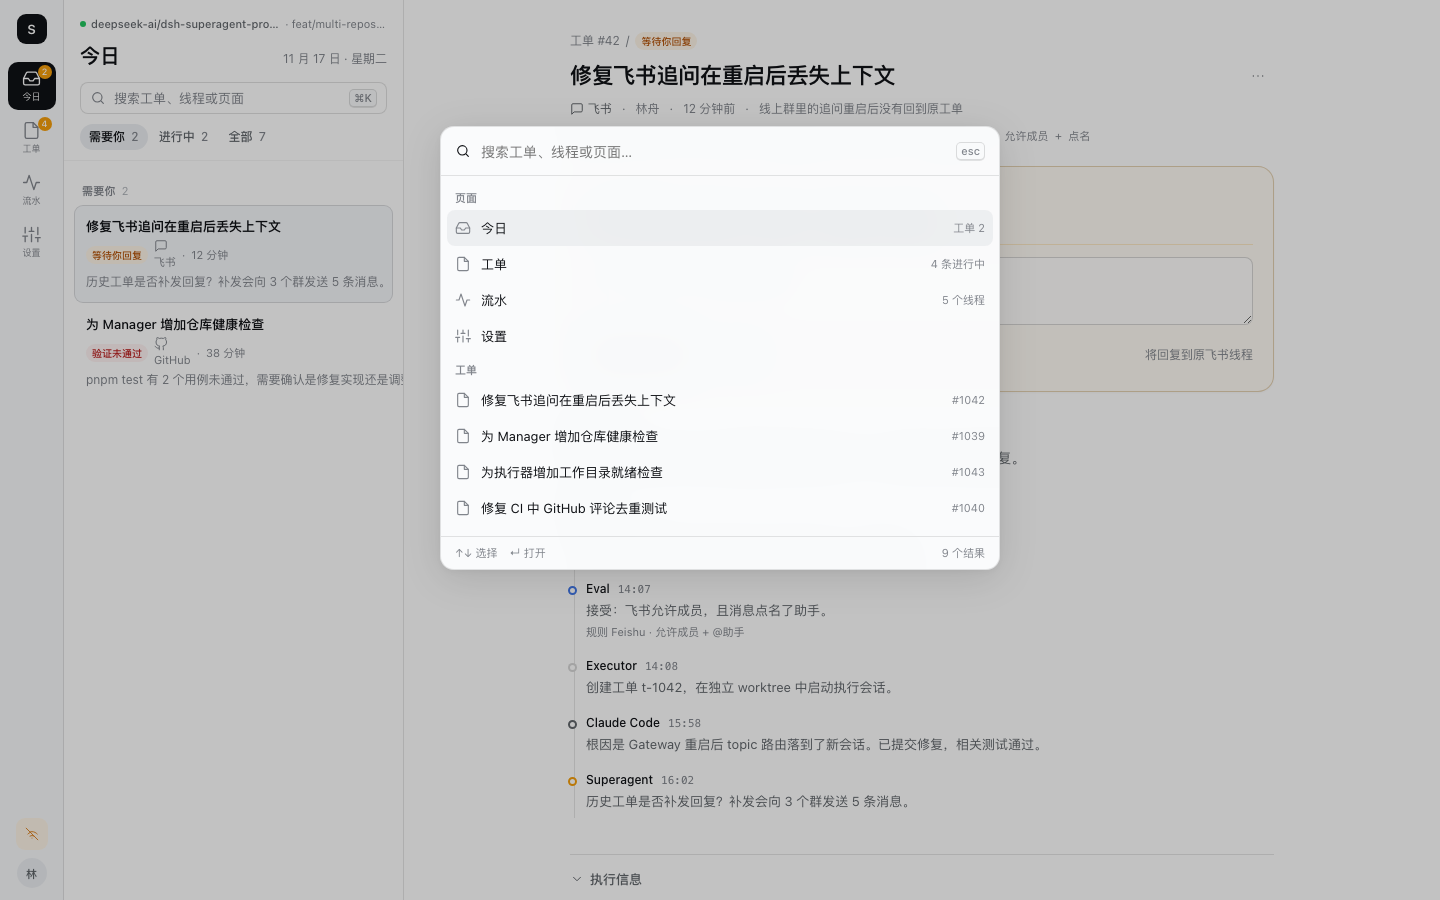 S
2
今日
4
工单
流水
设置
林
deepseek-ai/dsh-superagent-pro... · feat/multi-repos...
今日
11 月 17 日 · 星期二
搜索工单、线程或页面 ⌘K
需要你 2 进行中 2 全部 7
需要你 2
修复飞书追问在重启后丢失上下文
等待你回复 飞书 · 12 分钟
历史工单是否补发回复？补发会向 3 个群发送 5 条消息。
为 Manager 增加仓库健康检查
验证未通过 GitHub · 38 分钟
pnpm test 有 2 个用例未通过，需要确认是修复实现还是调
工单 #42 / 等待你回复
修复飞书追问在重启后丢失上下文
...
飞书 · 林舟 · 12 分钟前 · 线上群里的追问重启后没有回到原工单
允许成员 + 点名
将回复到原飞书线程
复。
搜索工单、线程或页面... esc
页面
今日 工单 2
工单 4 条进行中
流水 5 个线程
设置
工单
修复飞书追问在重启后丢失上下文 #1042
为 Manager 增加仓库健康检查 #1039
为执行器增加工作目录就绪检查 #1043
修复 CI 中 GitHub 评论去重测试 #1040
↑↓ 选择 ↵ 打开 9 个结果
Eval 14:07
接受：飞书允许成员，且消息点名了助手。
规则 Feishu · 允许成员 + @助手
Executor 14:08
创建工单 t-1042，在独立 worktree 中启动执行会话。
Claude Code 15:58
根因是 Gateway 重启后 topic 路由落到了新会话。已提交修复，相关测试通过。
Superagent 16:02
历史工单是否补发回复？补发会向 3 个群发送 5 条消息。
执行信息